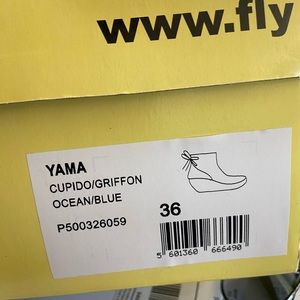 www.fly
YAMA
CUPIDO/GRIFFON
OCEAN/BLUE
P500326059
36
5 601360 666490